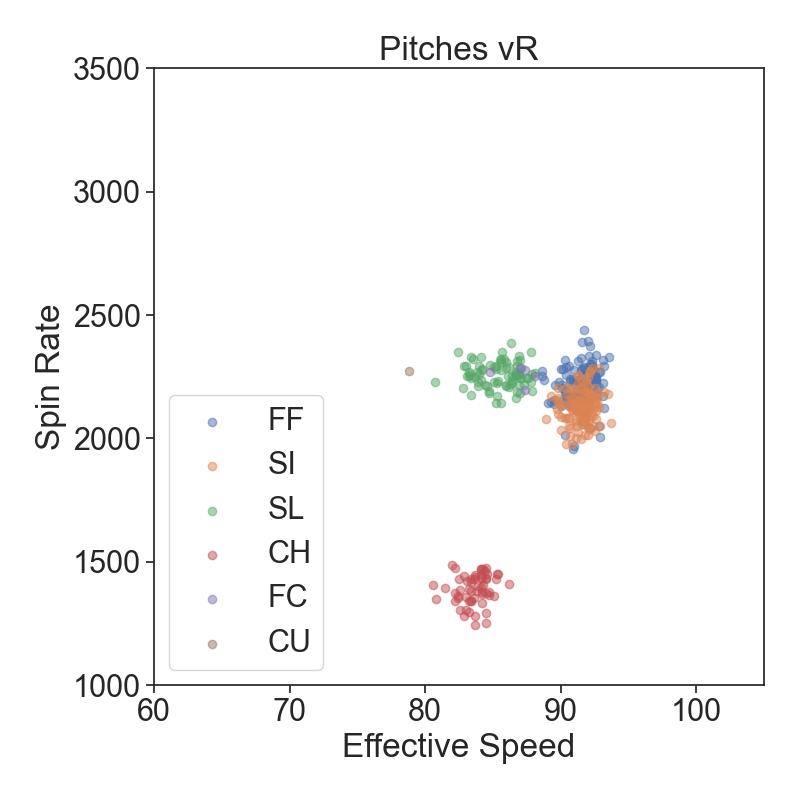 Pitches vR
3500
3000
2500
2000
1500
1000
Spin Rate
FF
SI
SL
CH
FC
CU
60 70 80 90 100
Effective Speed